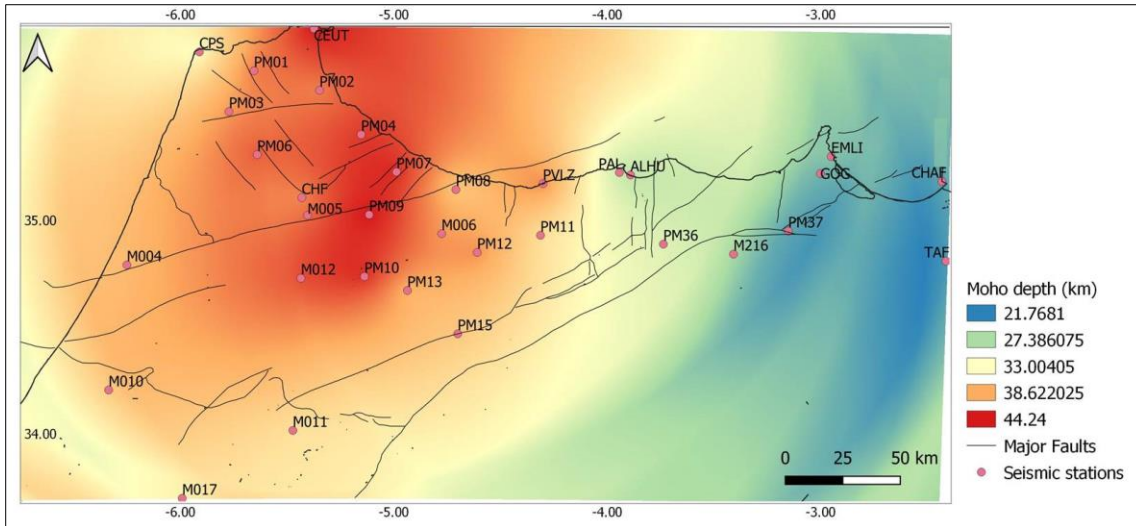 -6.00 -5.00 -4.00 -3.00
CPS
CEUT
PM01
PM02
PM03
PM04
PM06
PM07
PM08
PVLZ
PAL
ALHU
EMLI
GOG
CHAF
CHF
M005
PM09
35.00
M006
PM11
PM37
PM12
PM36
M216
TAF
M004
M012
PM10
PM13
PM15
M010
M011
34.00
M017
0 25 50 km
-6.00 -5.00 -4.00 -3.00
Moho depth (km)
21.7681
27.386075
33.00405
38.622025
44.24
Major Faults
Seismic stations